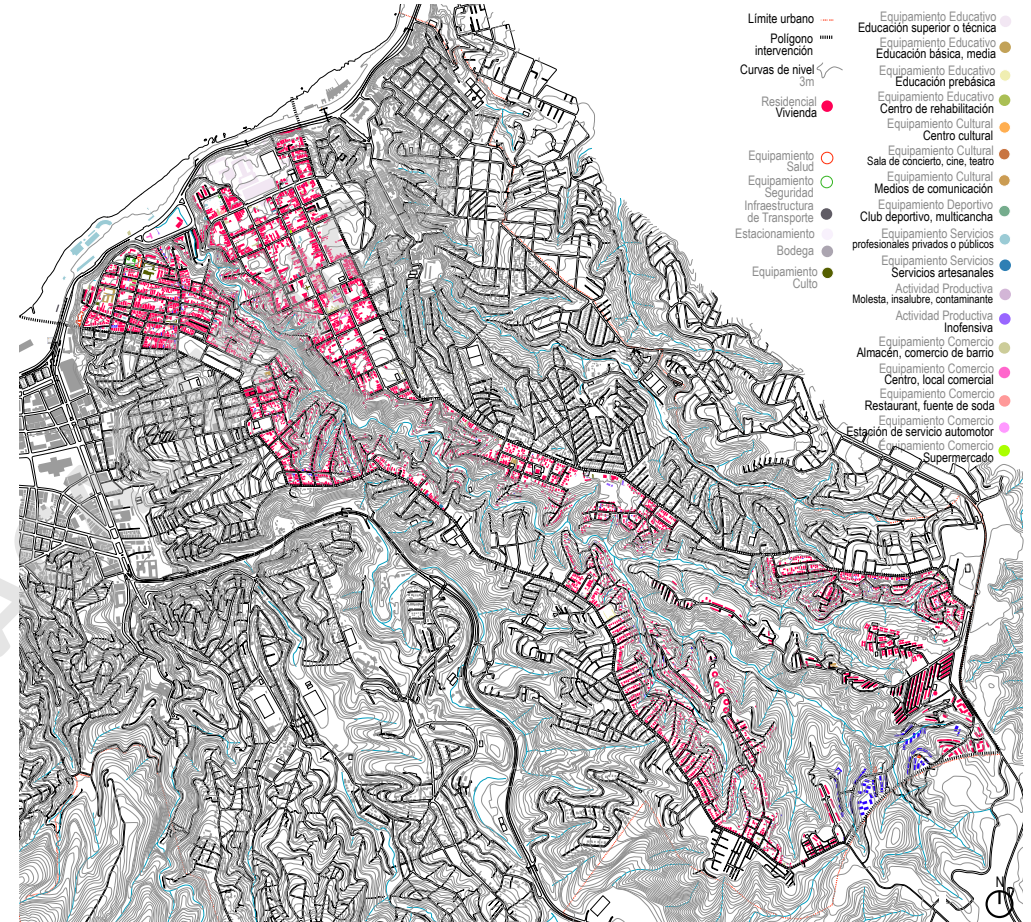 Límite urbano
Polígono
intervención
Curvas de nivel
3m
Residencial
Vivienda
Equipamiento
Salud
Equipamiento
Seguridad
Infraestructura
de Transporte
Estacionamiento
Bodega
Equipamiento
Culto
Equipamiento Educativo
Educación superior o técnica
Equipamiento Educativo
Educación básica, media
Equipamiento Educativo
Educación prebásica
Equipamiento Educativo
Centro de rehabilitación
Equipamiento Cultural
Centro cultural
Equipamiento Cultural
Sala de concierto, cine, teatro
Equipamiento Cultural
Medios de comunicación
Equipamiento Deportivo
Club deportivo, multicancha
Equipamiento Servicios
profesionales privados o públicos
Equipamiento Servicios
Servicios artesanales
Actividad Productiva
Molesta, insalubre, contaminante
Actividad Productiva
Inofensiva
Equipamiento Comercio
Almacén, comercio de barrio
Equipamiento Comercio
Centro, local comercial
Equipamiento Comercio
Restaurant, fuente de soda
Equipamiento Comercio
Estación de servicio automotor
Equipamiento Comercio
Supermercado
N